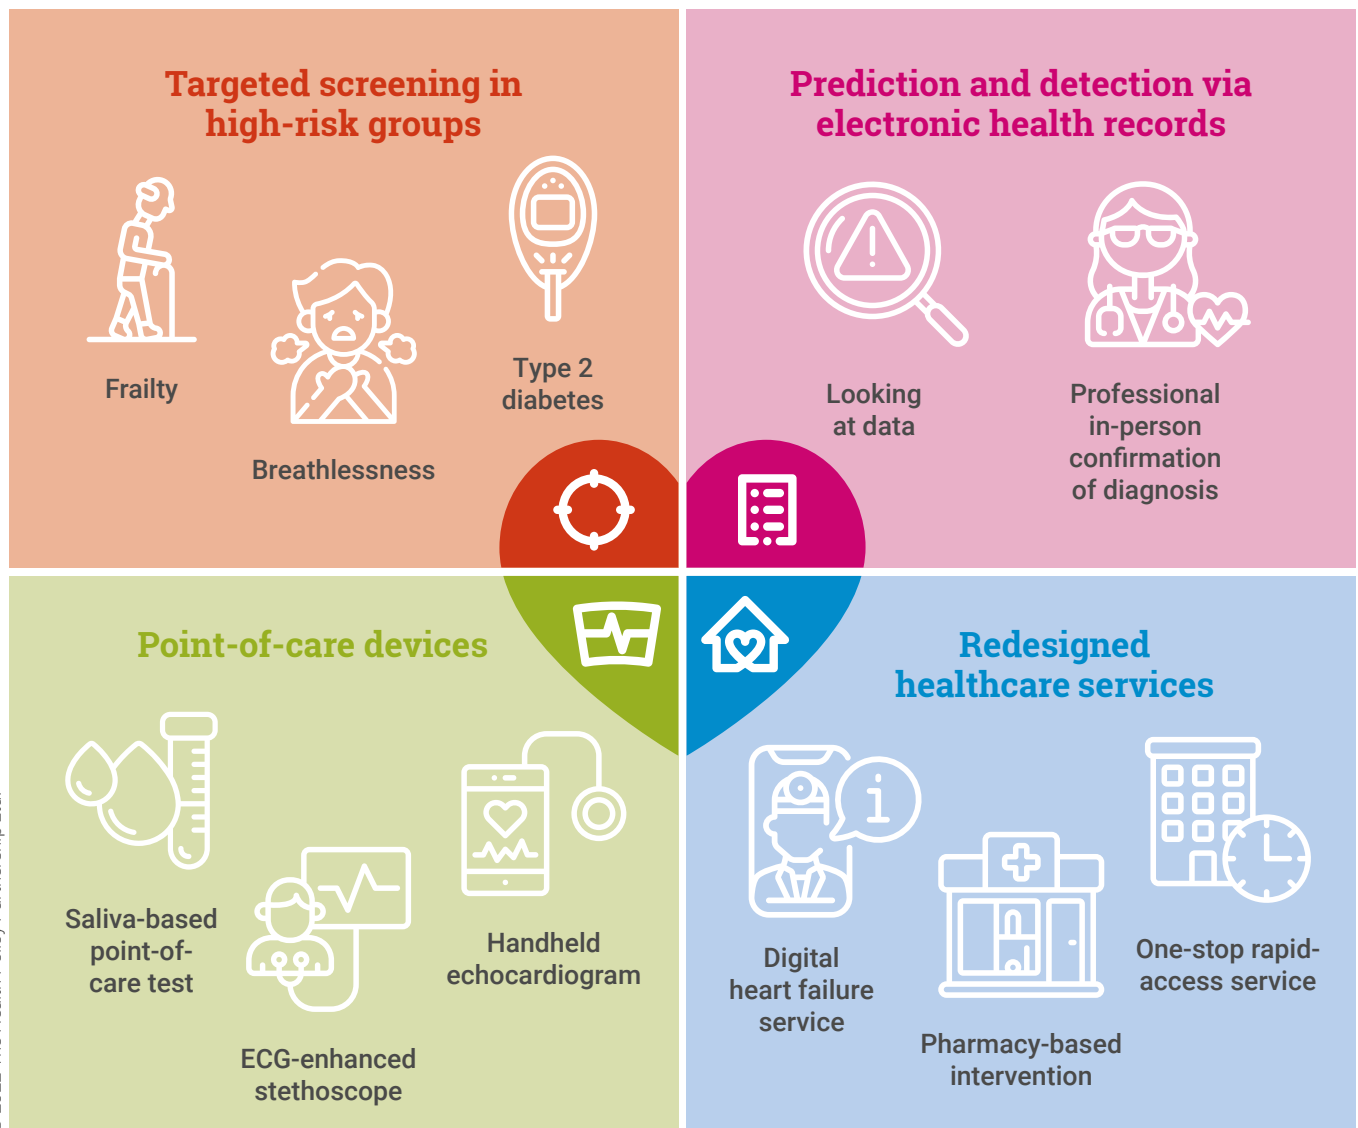 Targeted screening in
high-risk groups
Frailty
Breathlessness
Type 2
diabetes
Prediction and detection via
electronic health records
Looking
at data
Professional
in-person
confirmation
of diagnosis
Point-of-care devices
Saliva-based
point-of-
care test
ECG-enhanced
stethoscope
Handheld
echocardiogram
Redesigned
healthcare services
i
Digital
heart failure
service
Pharmacy-based
intervention
One-stop rapid-
access service